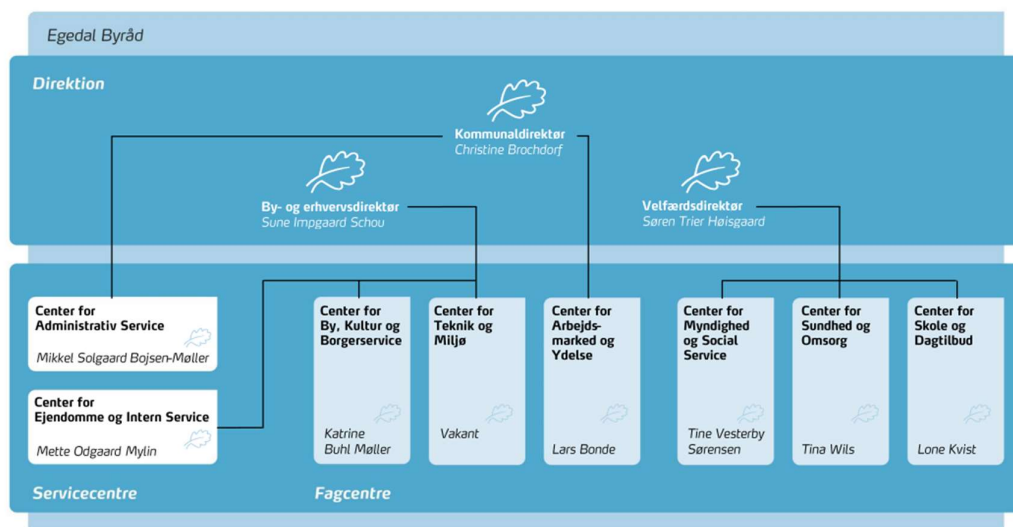 Egedal Byråd
Direktion
Kommunaldirektør
Christine Brochdorf
By- og erhvervsdirektør
Sune Impgaard Schou
Velfærdsdirektør
Søren Trier Høisgaard
Center for
Administrativ Service
Mikkel Solgaard Bojsen-Møller
Center for
Ejendomme og Intern Service
Mette Odgaard Mylin
Center for
By, Kultur og
Borgerservice
Katrine
Buhl Møller
Center for
Teknik og
Miljø
Vakant
Center for
Arbejds-
marked og
Ydelse
Lars Bonde
Center for
Myndighed
og Social
Service
Tine Vesterby
Sørensen
Center for
Sundhed og
Omsorg
Tina Wils
Center for
Skole og
Dagtilbud
Lone Kvist
Servicecentre
Fagcentre